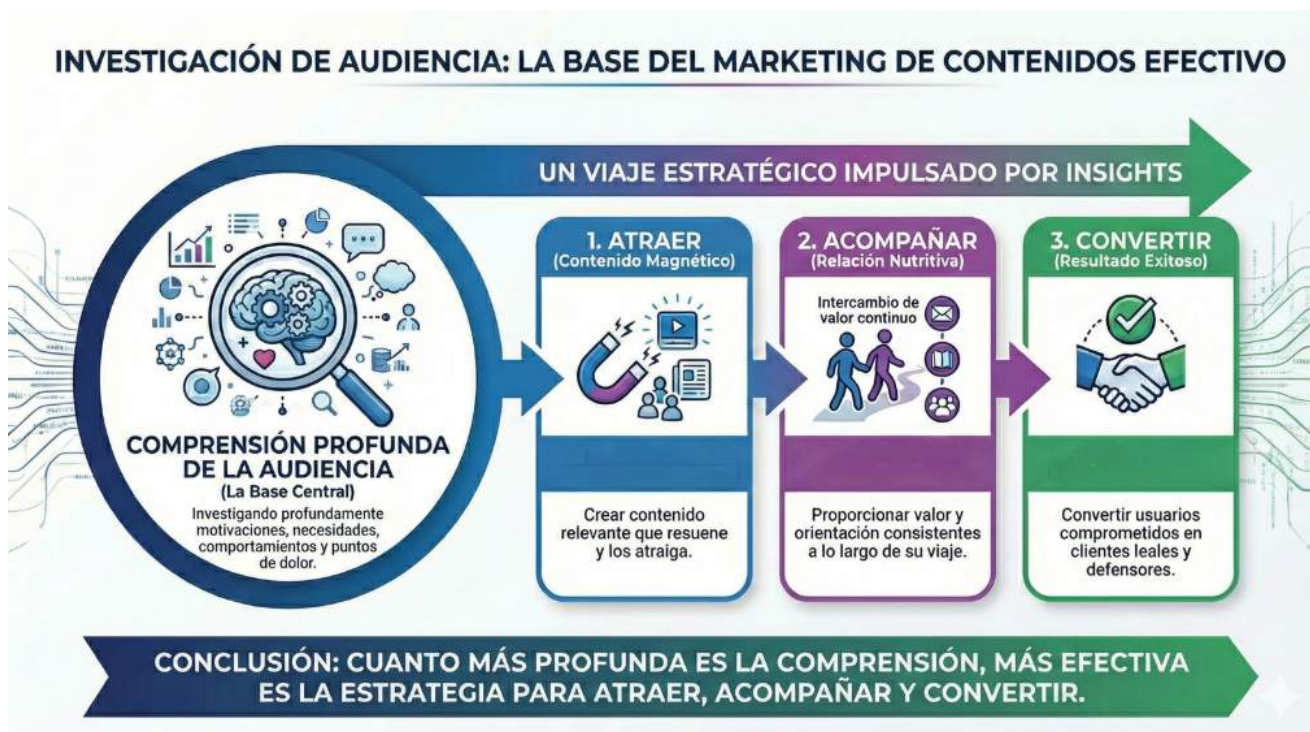 INVESTIGACIÓN DE AUDIENCIA: LA BASE DEL MARKETING DE CONTENIDOS EFECTIVO
UN VIAJE ESTRATÉGICO IMPULSADO POR INSIGHTS
COMPRENSIÓN PROFUNDA
DE LA AUDIENCIA
(La Base Central)
Investigando profundamente
motivaciones, necesidades,
comportamientos y puntos
de dolor.
1. ATRAER
(Contenido Magnético)
Crear contenido
relevante que resuene
y los atraiga.
2. ACOMPAÑAR
(Relación Nutritiva)
Intercambio de
valor continuo
Proporcionar valor y
orientación consistentes
a lo largo de su viaje.
3. CONVERTIR
(Resultado Exitoso)
Convertir usuarios
comprometidos en
clientes leales y
defensores.
CONCLUSIÓN: CUANTO MÁS PROFUNDA ES LA COMPRENSIÓN, MÁS EFECTIVA
ES LA ESTRATEGIA PARA ATRAER, ACOMPAÑAR Y CONVERTIR.